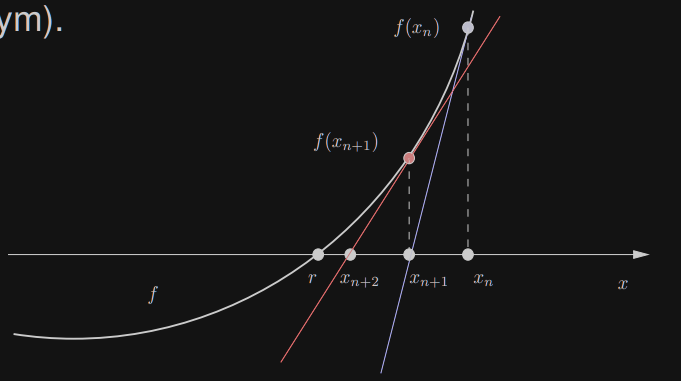 ym).
f(x_n)
f(x_{n+1})
r x_{n+2} x_{n+1} x_n x
f